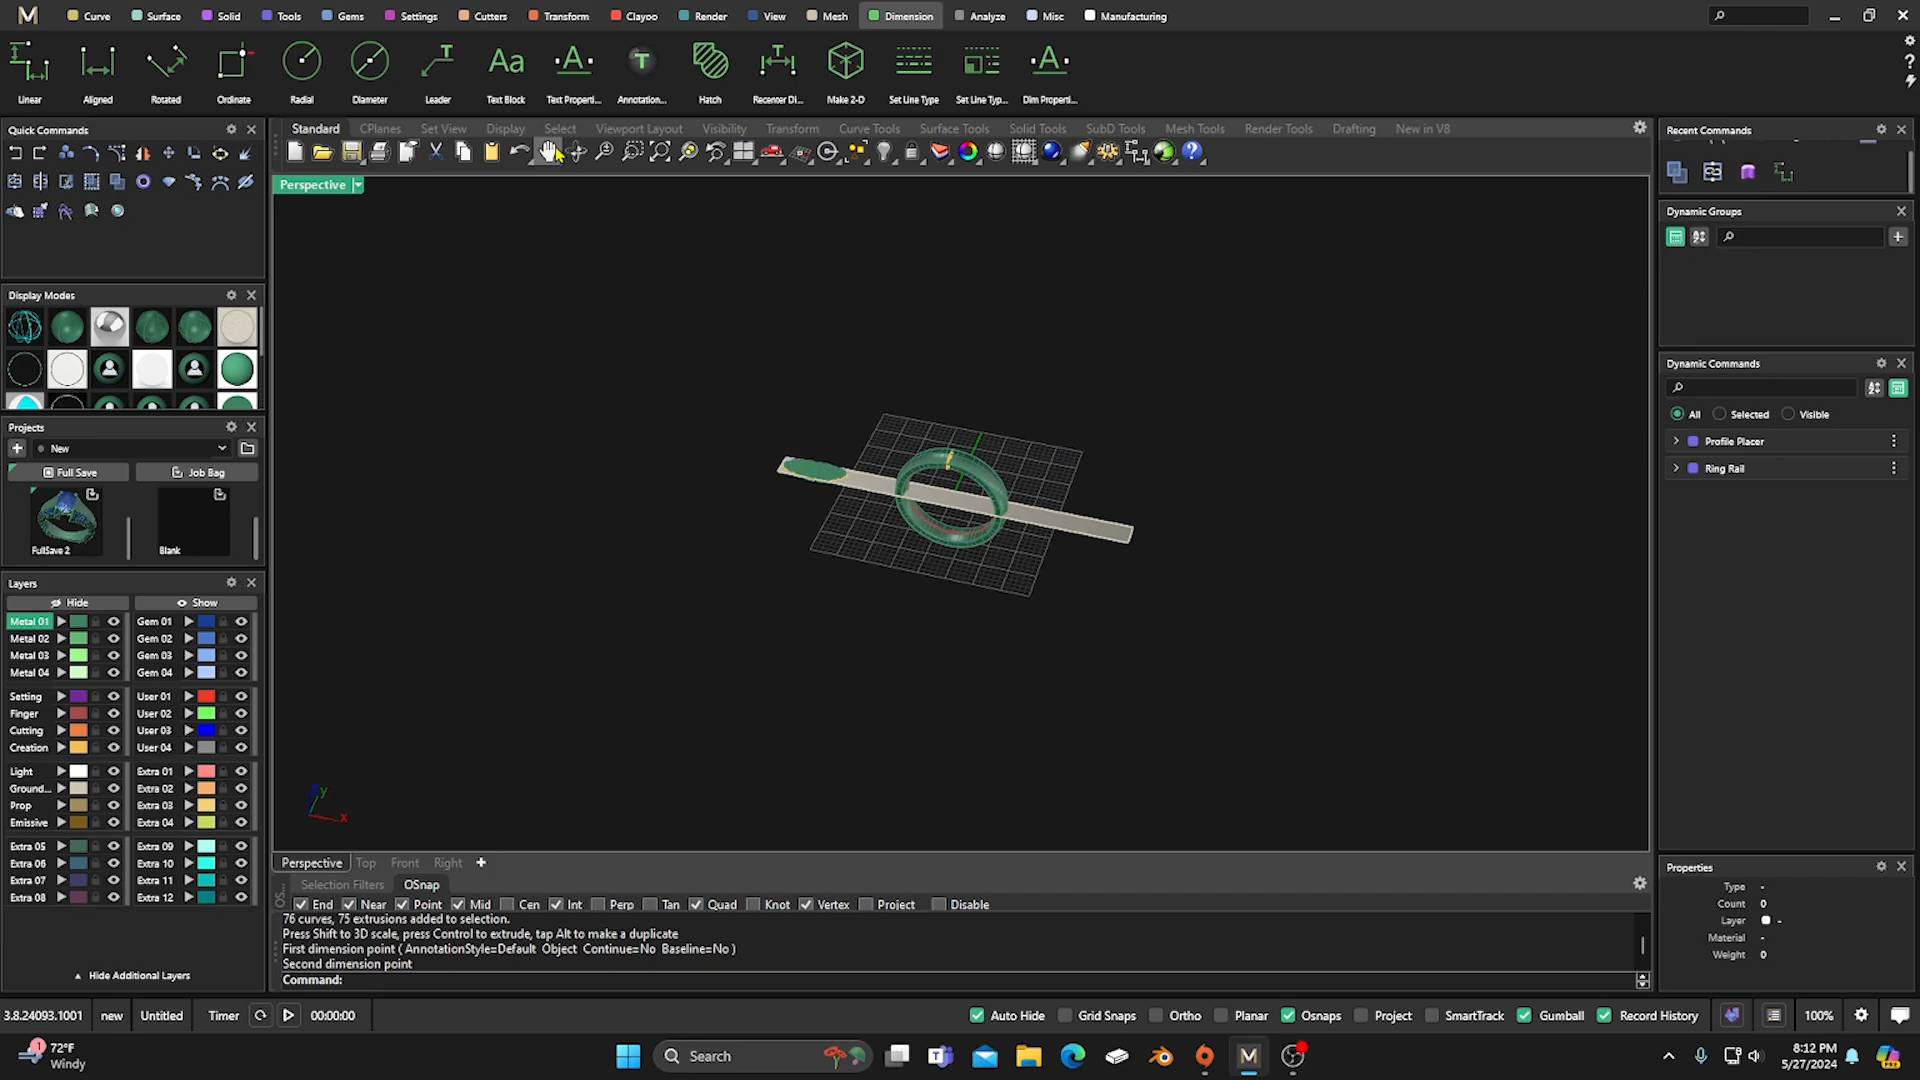 Curve Surface Solid Tools Gems Settings Cutters Transform Clayoo Render View Mesh Dimension Analyze Misc Manufacturing
Linear Aligned Rotated Ordinate Radial Diameter Leader Text Block Text Properti... Annotation... Hatch Recenter Di... Make 2-D Set Line Type Set Line Typ... Dim Properti...
Quick Commands
Standard CPlanes Set View Display Select Viewport Layout Visibility Transform Curve Tools Surface Tools Solid Tools SubD Tools Mesh Tools Render Tools Drafting New in V8
Recent Commands
Perspective
Dynamic Groups
Display Modes
Dynamic Commands
All Selected Visible
Profile Placer
Ring Rail
Projects
New
Full Save Job Bag
FullSave 2 Blank
Layers
Hide Show
Metal 01 Gem 01
Metal 02 Gem 02
Metal 03 Gem 03
Metal 04 Gem 04
Setting User 01
Finger User 02
Cutting User 03
Creation User 04
Light Extra 01
Ground... Extra 02
Prop Extra 03
Emissive Extra 04
Extra 05 Extra 09
Extra 06 Extra 10
Extra 07 Extra 11
Extra 08 Extra 12
Hide Additional Layers
y
x
Perspective Top Front Right
Selection Filters OSnap
End Near Point Mid Cen Int Perp Tan Quad Knot Vertex Project Disable
76 curves, 75 extrusions added to selection.
Press Shift to 3D scale, press Control to extrude, tap Alt to make a duplicate
First dimension point ( AnnotationStyle=Default Object Continue=No Baseline=No )
Second dimension point
Command:
Properties
Type -
Count 0
Layer -
Material -
Weight 0
3.8.24093.1001 new Untitled Timer 00:00:00 Auto Hide Grid Snaps Ortho Planar Osnaps Project SmartTrack Gumball Record History 100%
72°F
Windy
Search
8:12 PM
5/27/2024